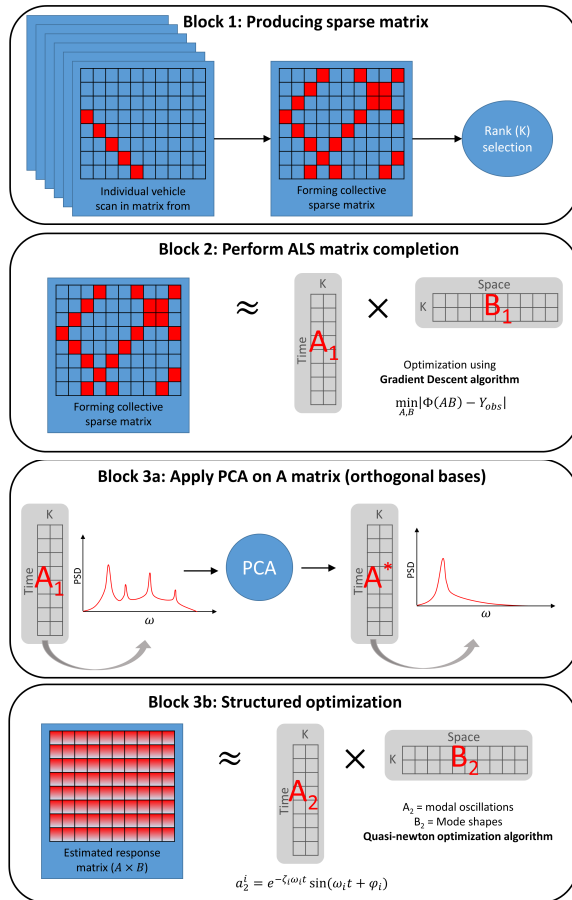 Block 1: Producing sparse matrix
Individual vehicle
scan in matrix from
Forming collective
sparse matrix
Rank (K)
selection
Block 2: Perform ALS matrix completion
Forming collective
sparse matrix
≈
K
Time
A₁
×
Space
K
B₁
Optimization using
Gradient Descent algorithm
min_{A,B}|Φ(AB) − Y_{obs}|
Block 3a: Apply PCA on A matrix (orthogonal bases)
K
Time
A₁
PSD
ω
PCA
K
Time
A*
PSD
ω
Block 3b: Structured optimization
Estimated response
matrix (A × B)
≈
K
Time
A₂
×
Space
K
B₂
A₂ = modal oscillations
B₂ = Mode shapes
Quasi-newton optimization algorithm
a₂ⁱ = e^{−ζᵢωᵢt} sin(ωᵢt + φᵢ)